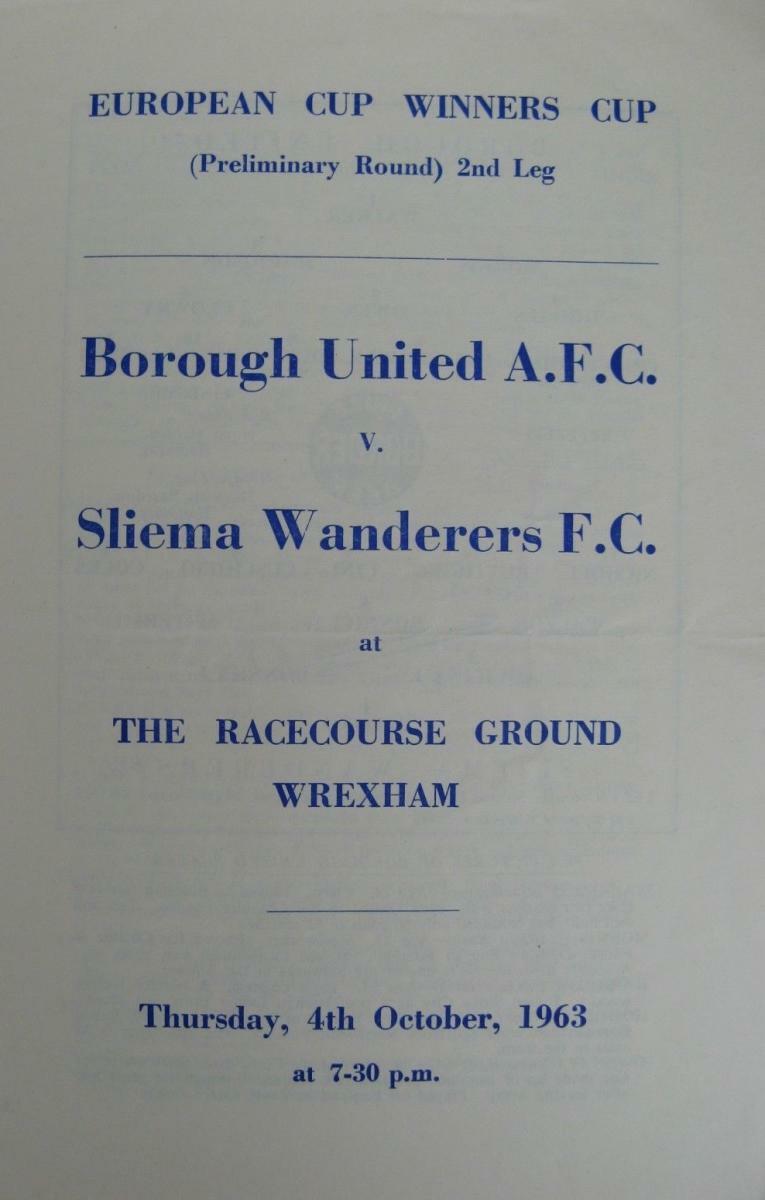 EUROPEAN CUP WINNERS CUP
(Preliminary Round) 2nd Leg
Borough United A.F.C.
v.
Sliema Wanderers F.C.
at
THE RACECOURSE GROUND
WREXHAM
Thursday, 4th October, 1963
at 7-30 p.m.